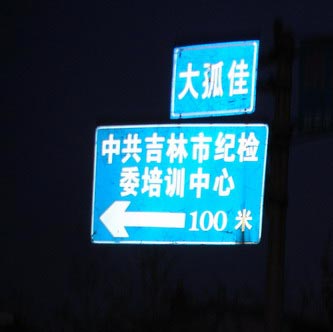 大孤佳
中共吉林市纪检
委培训中心
100 米